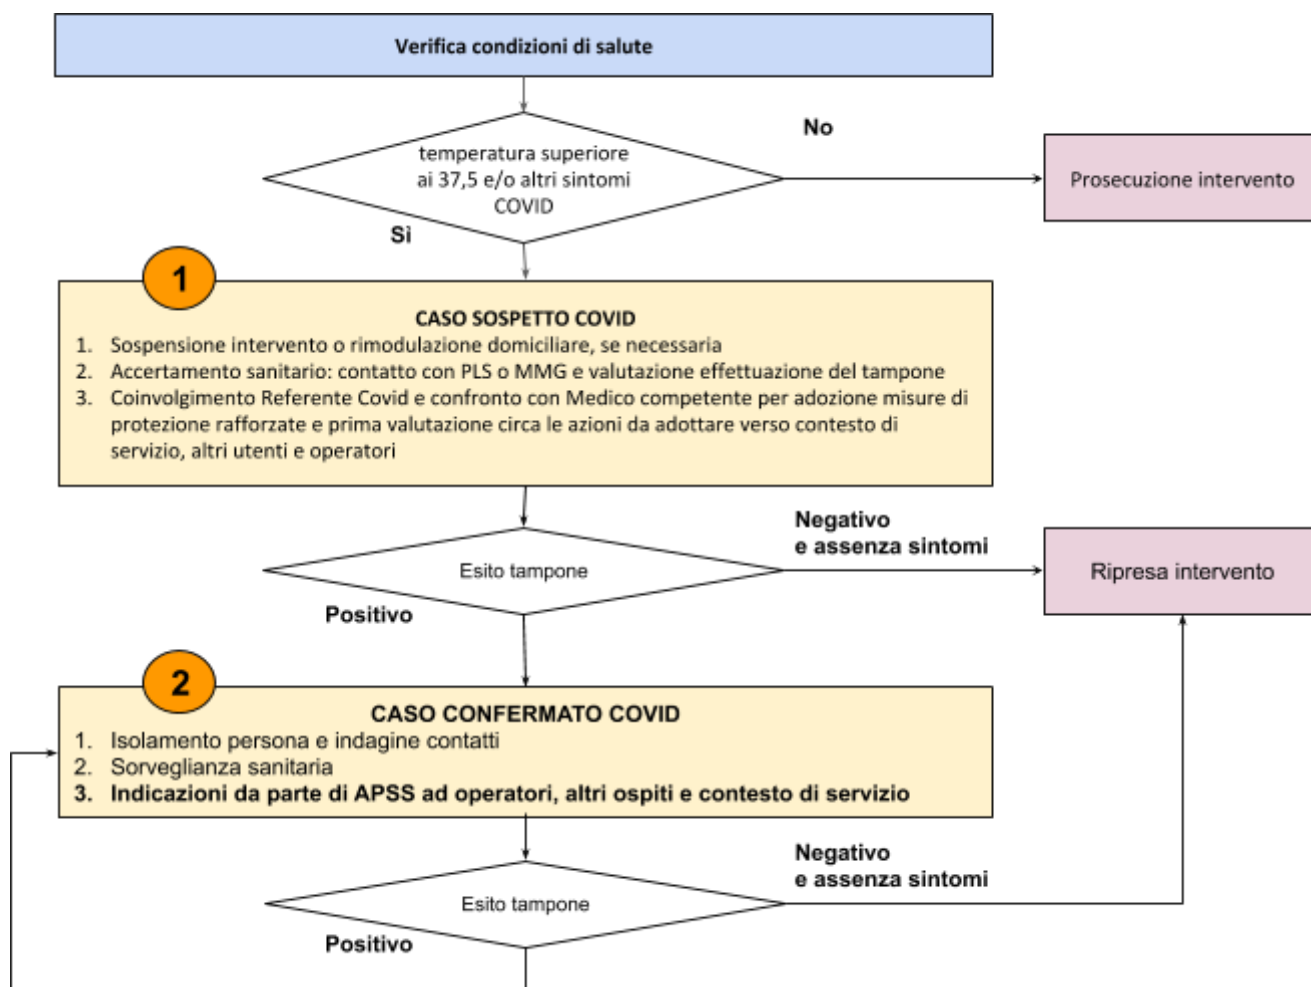 Verifica condizioni di salute
No
temperatura superiore
ai 37,5 e/o altri sintomi
COVID
Prosecuzione intervento
Sì
1
CASO SOSPETTO COVID
1. Sospensione intervento o rimodulazione domiciliare, se necessaria
2. Accertamento sanitario: contatto con PLS o MMG e valutazione effettuazione del tampone
3. Coinvolgimento Referente Covid e confronto con Medico competente per adozione misure di
protezione rafforzate e prima valutazione circa le azioni da adottare verso contesto di
servizio, altri utenti e operatori
Negativo
e assenza sintomi
Esito tampone
Ripresa intervento
Positivo
2
CASO CONFERMATO COVID
1. Isolamento persona e indagine contatti
2. Sorveglianza sanitaria
3. Indicazioni da parte di APSS ad operatori, altri ospiti e contesto di servizio
Negativo
e assenza sintomi
Esito tampone
Positivo